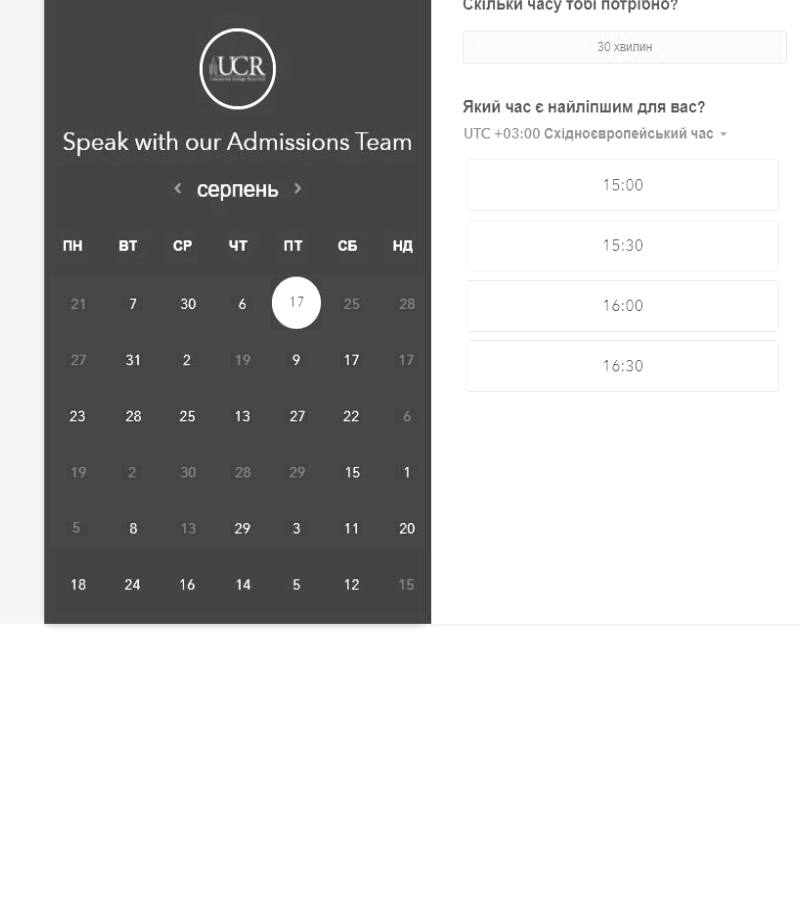 UCR
Speak with our Admissions Team
серпень
ПН ВТ СР ЧТ ПТ СБ НД
21 7 30 6 17 25 28
27 31 2 19 9 17 17
23 28 25 13 27 22 6
19 2 30 28 29 15 1
5 8 13 29 3 11 20
18 24 16 14 5 12 15
Скільки часу тобі потрібно?
30 хвилин
Який час є найліпшим для вас?
UTC +03:00 Східноєвропейський час
15:00
15:30
16:00
16:30